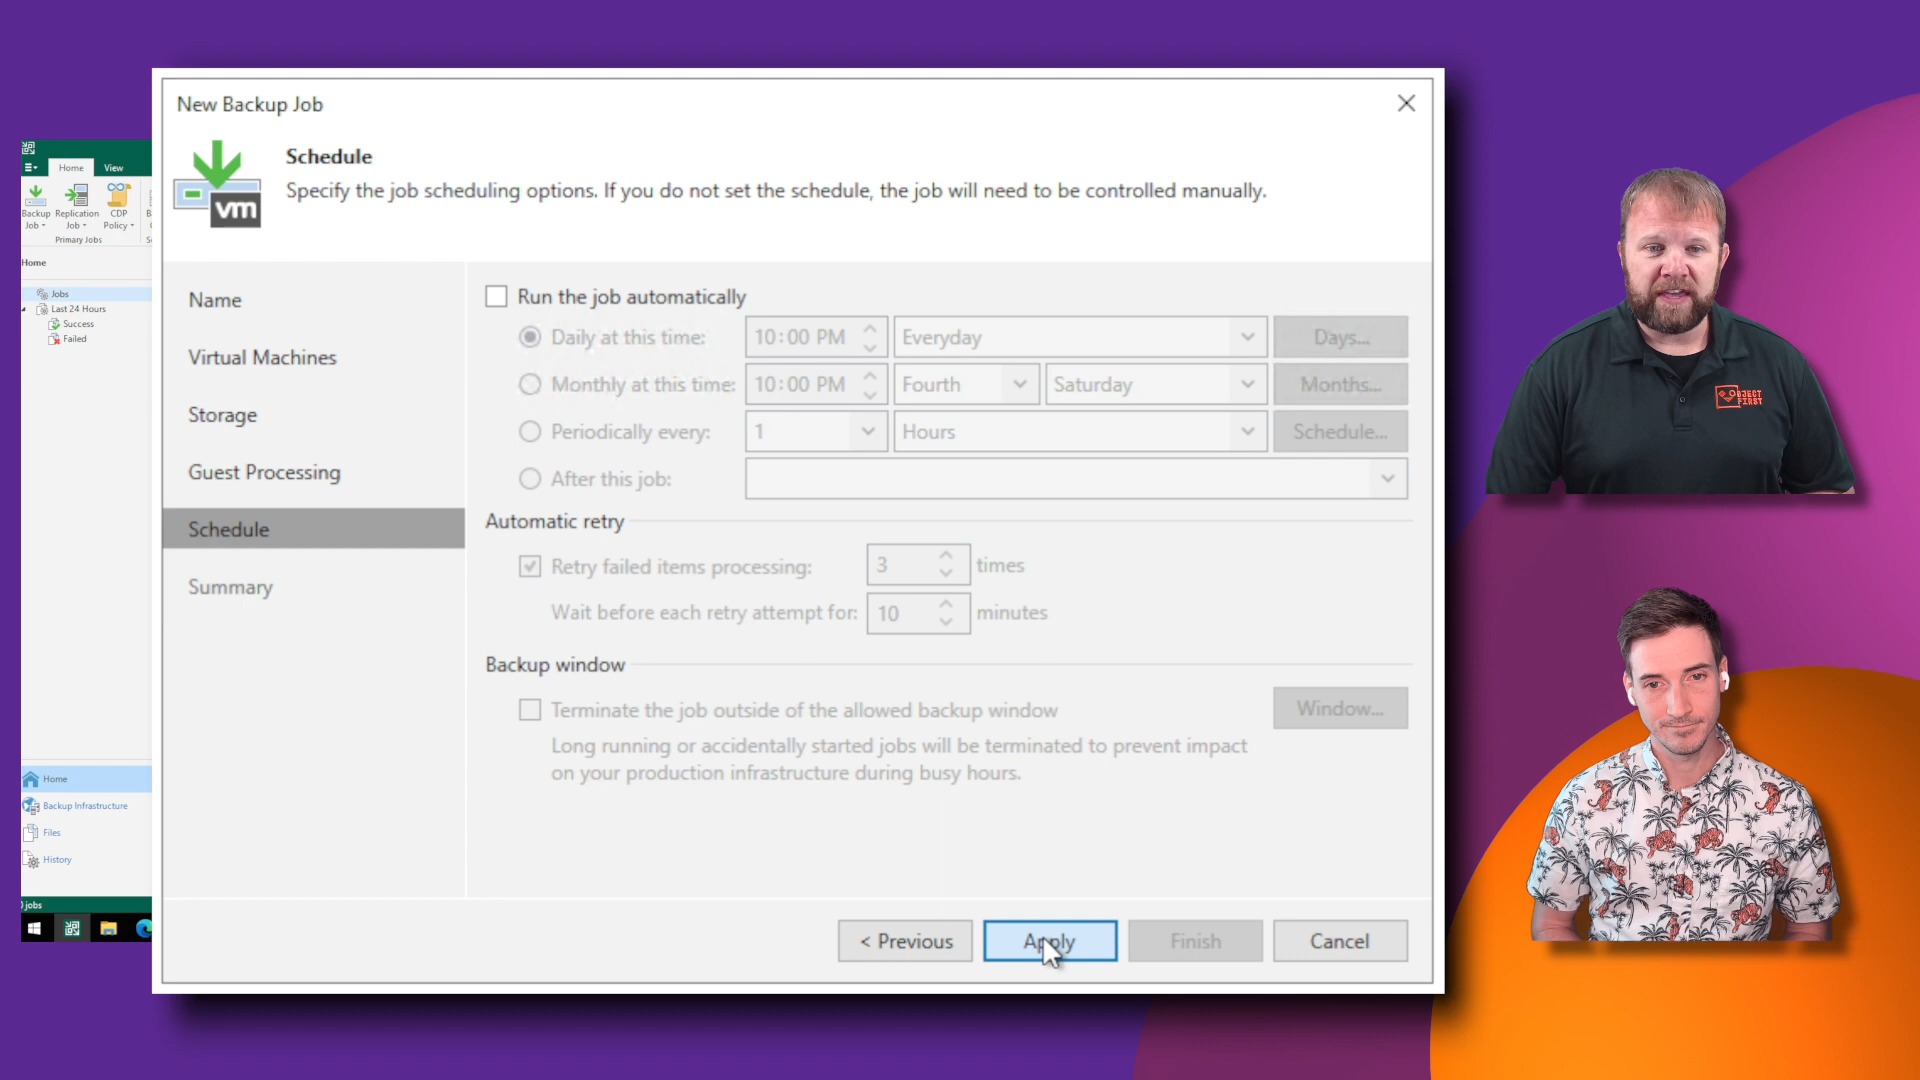 New Backup Job
vm
Schedule
Specify the job scheduling options. If you do not set the schedule, the job will need to be controlled manually.
Home View
Backup Job
Replication Job
CDP Policy
Primary Jobs
Home
Jobs
Last 24 Hours
Success
Failed
Home
Backup Infrastructure
Files
History
jobs
Name
Virtual Machines
Storage
Guest Processing
Schedule
Summary
Run the job automatically
Daily at this time: 10:00 PM Everyday Days...
Monthly at this time: 10:00 PM Fourth Saturday Months...
Periodically every: 1 Hours Schedule...
After this job:
Automatic retry
Retry failed items processing: 3 times
Wait before each retry attempt for: 10 minutes
Backup window
Terminate the job outside of the allowed backup window Window...
Long running or accidentally started jobs will be terminated to prevent impact
on your production infrastructure during busy hours.
< Previous Apply Finish Cancel
OBJECT
FIRST